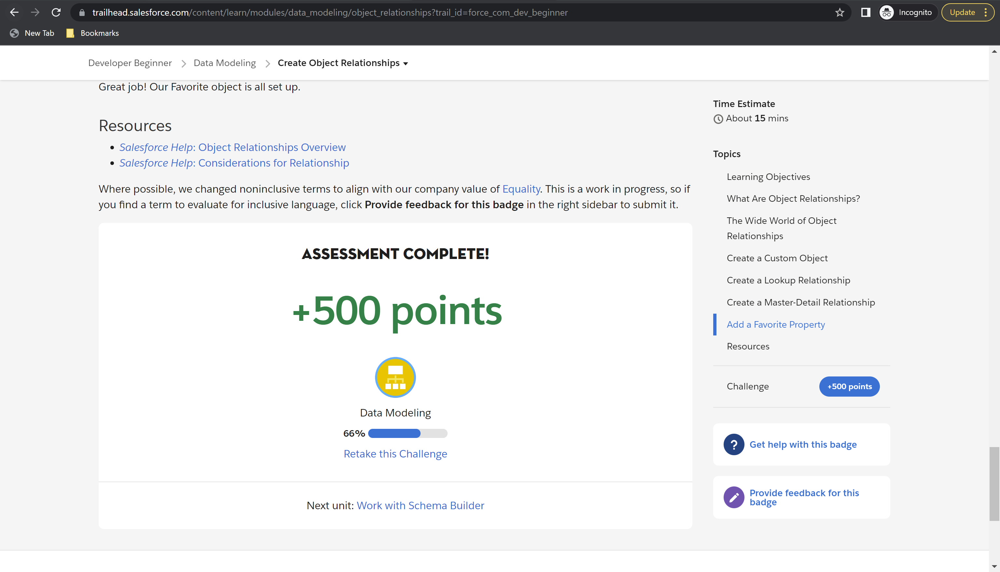 trailhead.salesforce.com/content/learn/modules/data_modeling/object_relationships?trail_id=force_com_dev_beginner
Incognito
Update
New Tab
Bookmarks
Developer Beginner
Data Modeling
Create Object Relationships
Great job! Our Favorite object is all set up.
Resources
Salesforce Help: Object Relationships Overview
Salesforce Help: Considerations for Relationship
Where possible, we changed noninclusive terms to align with our company value of Equality. This is a work in progress, so if
you find a term to evaluate for inclusive language, click Provide feedback for this badge in the right sidebar to submit it.
ASSESSMENT COMPLETE!
+500 points
Data Modeling
66%
Retake this Challenge
Next unit: Work with Schema Builder
Time Estimate
About 15 mins
Topics
Learning Objectives
What Are Object Relationships?
The Wide World of Object
Relationships
Create a Custom Object
Create a Lookup Relationship
Create a Master-Detail Relationship
Add a Favorite Property
Resources
Challenge
+500 points
?
Get help with this badge
Provide feedback for this
badge